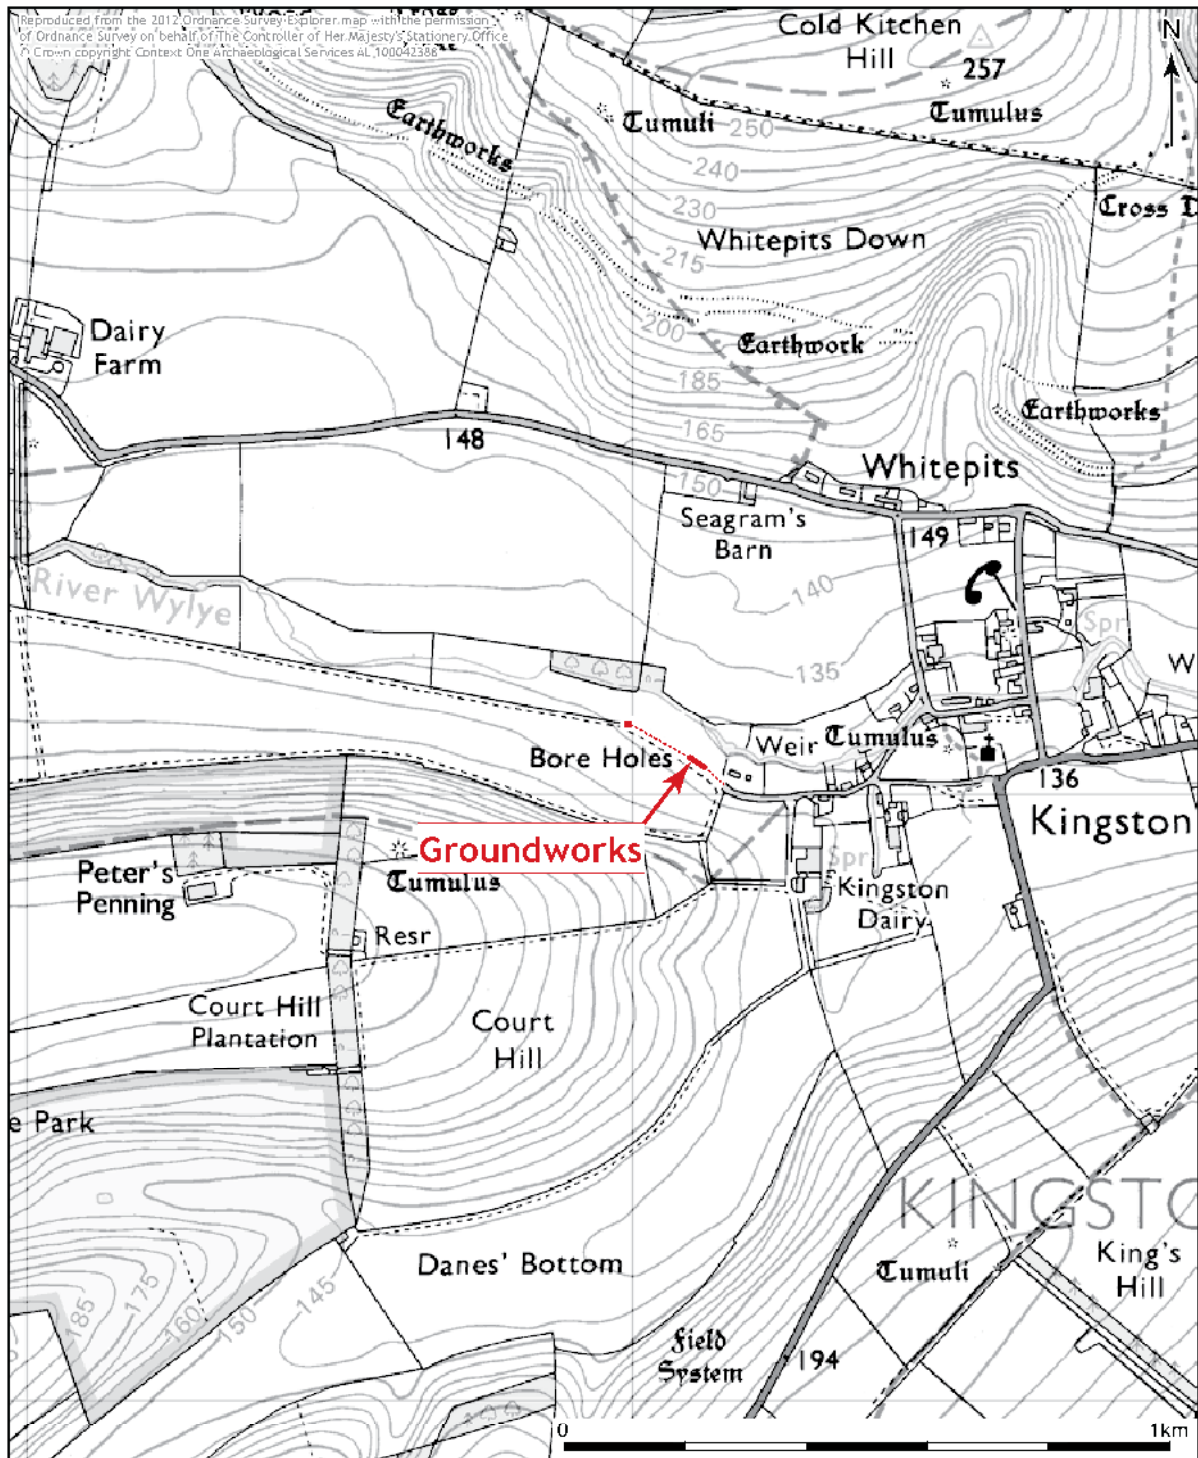 Reproduced from the 2012 Ordnance Survey Explorer map with the permission
of Ordnance Survey on behalf of The Controller of Her Majesty's Stationery Office
© Crown copyright Context One Archaeological Services AL 100042386
N
Cold Kitchen
Hill
257
Tumulus
Earthworks
Tumuli
250
240
Cross D
230
Whitepits Down
215
200
Earthwork
Dairy
Farm
185
Earthworks
165
148
Whitepits
150
Seagram's
Barn
149
140
River Wylye
Spr
135
W
Bore Holes
Weir
Tumulus
136
Kingston
Groundworks
Peter's
Penning
Tumulus
Spr
Kingston
Dairy
Resr
Court Hill
Plantation
Court
Hill
e Park
KINGSTO
Danes' Bottom
Tumuli
King's
Hill
145
175
185
160
150
Field
System
194
0
1km